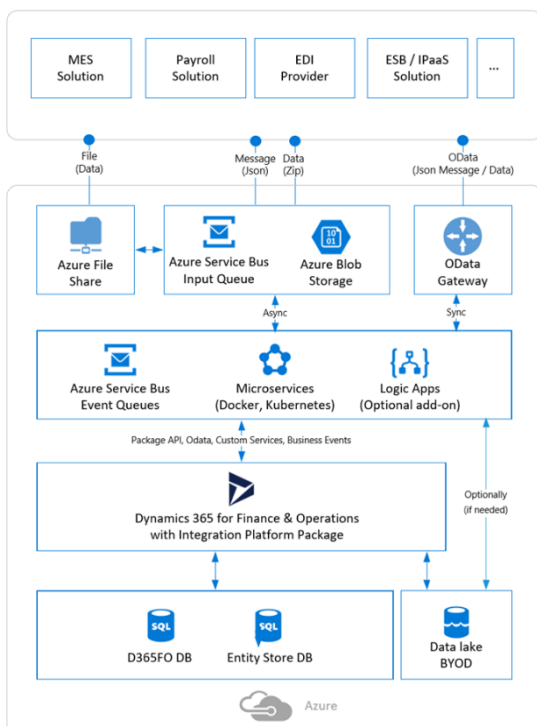 MES
Solution
Payroll
Solution
EDI
Provider
ESB / IPaaS
Solution
...
File
(Data)
Message
(Json)
Data
(Zip)
OData
(Json Message / Data)
Azure File
Share
Azure Service Bus
Input Queue
10
01
Azure Blob
Storage
OData
Gateway
Async
Sync
Azure Service Bus
Event Queues
Microservices
(Docker, Kubernetes)
Logic Apps
(Optional add-on)
Package API, Odata, Custom Services, Business Events
Optionally
(if needed)
Dynamics 365 for Finance & Operations
with Integration Platform Package
SQL
D365FO DB
SQL
Entity Store DB
Data lake
BYOD
Azure